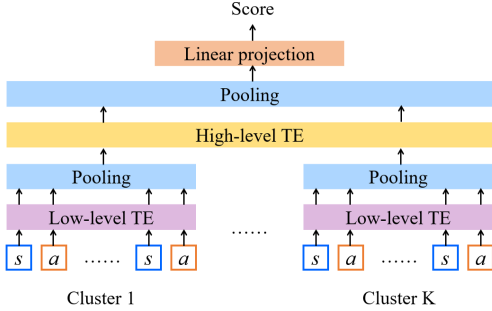 Score
Linear projection
Pooling
High-level TE
Pooling Pooling
Low-level TE ...... Low-level TE
s a ...... s a s a ...... s a
Cluster 1 Cluster K